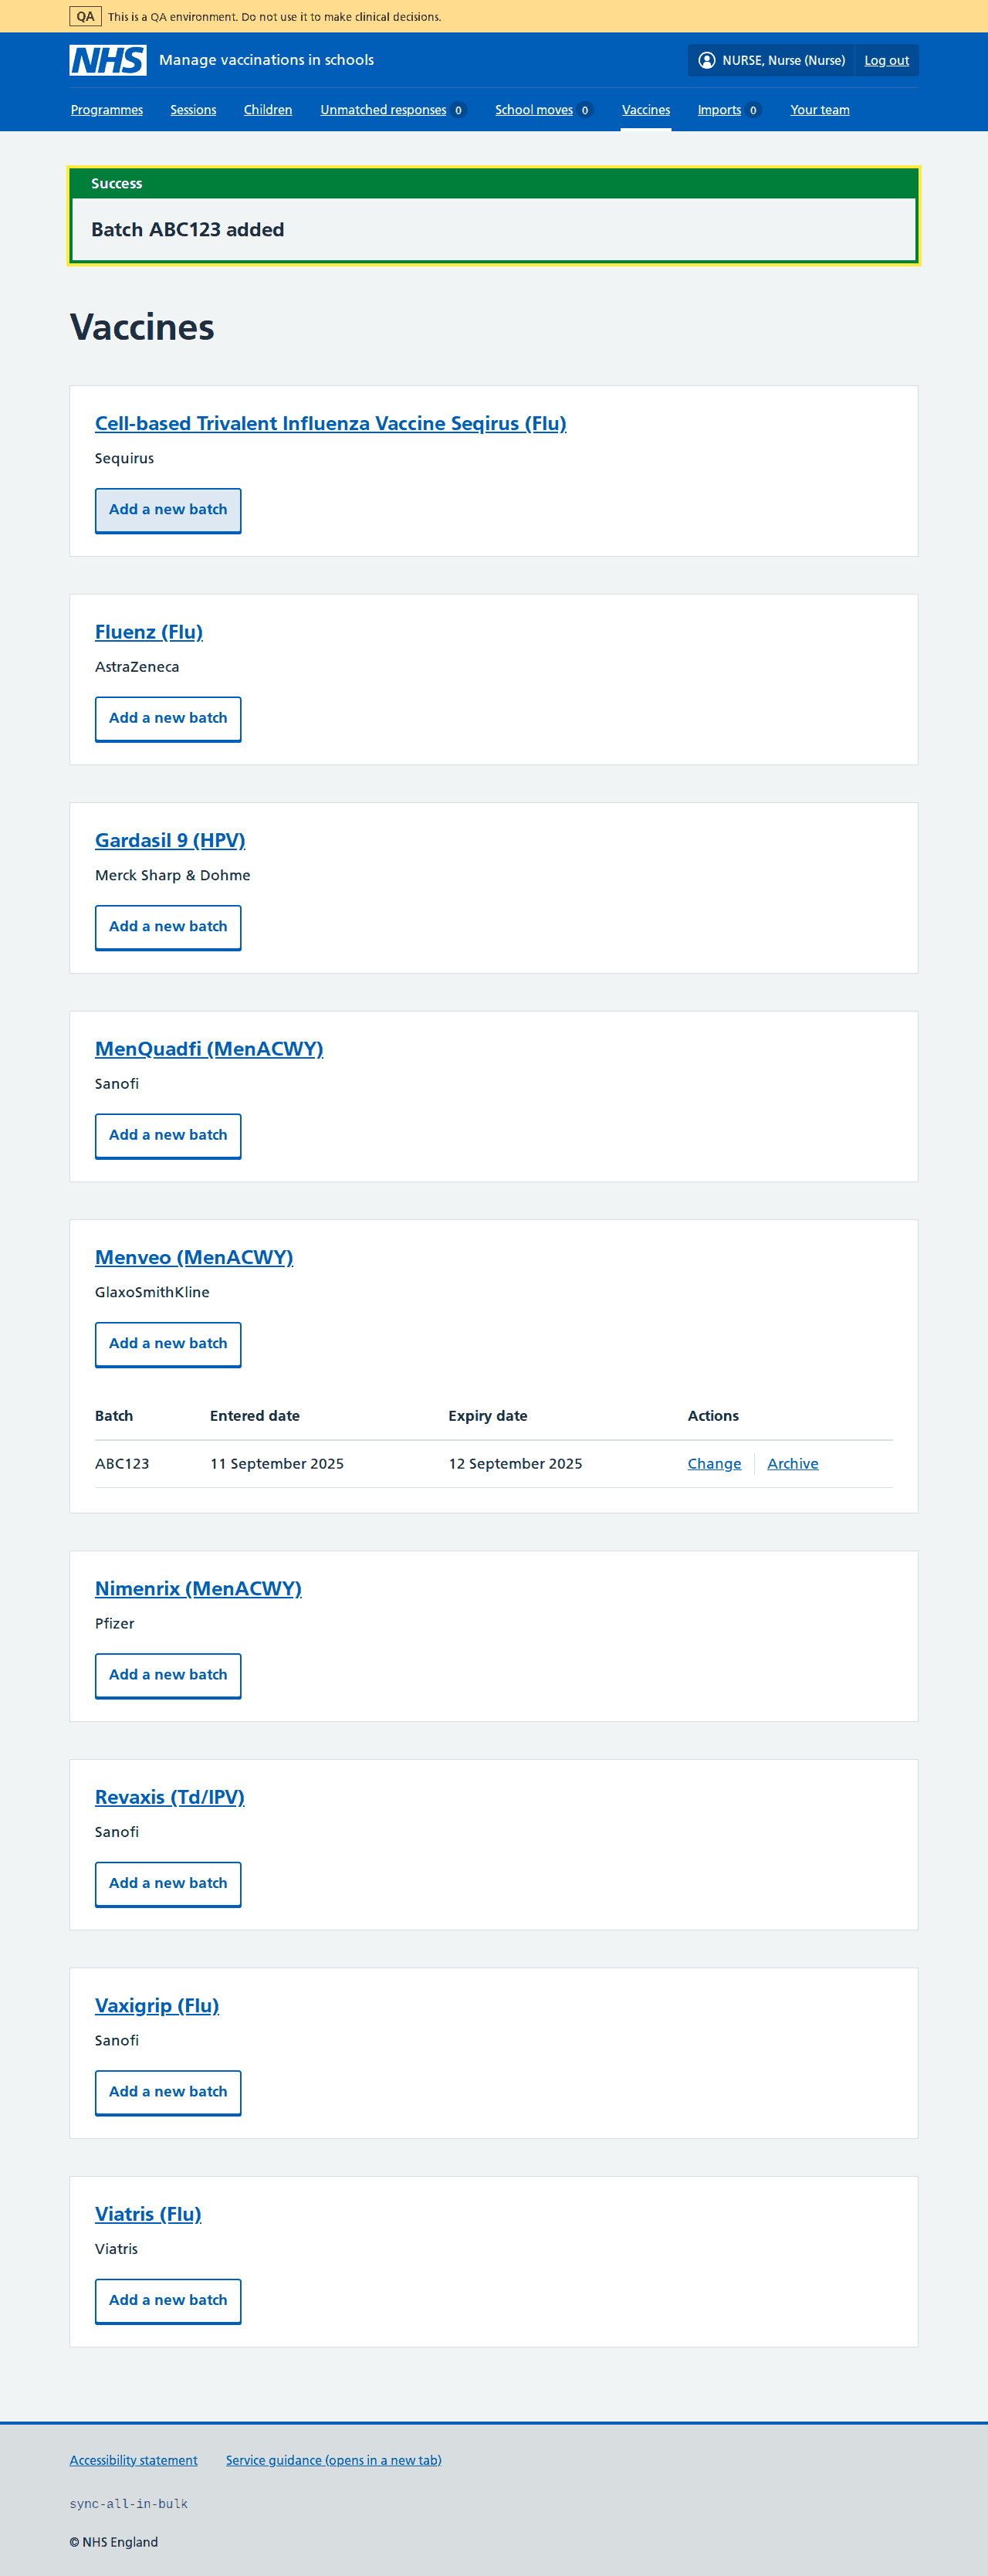 QA This is a QA environment. Do not use it to make clinical decisions.
NHS Manage vaccinations in schools NURSE, Nurse (Nurse) Log out
Programmes Sessions Children Unmatched responses 0 School moves 0 Vaccines Imports 0 Your team
Success
Batch ABC123 added
Vaccines
Cell-based Trivalent Influenza Vaccine Seqirus (Flu)
Sequirus
Add a new batch
Fluenz (Flu)
AstraZeneca
Add a new batch
Gardasil 9 (HPV)
Merck Sharp & Dohme
Add a new batch
MenQuadfi (MenACWY)
Sanofi
Add a new batch
Menveo (MenACWY)
GlaxoSmithKline
Add a new batch
Batch Entered date Expiry date Actions
ABC123 11 September 2025 12 September 2025 Change Archive
Nimenrix (MenACWY)
Pfizer
Add a new batch
Revaxis (Td/IPV)
Sanofi
Add a new batch
Vaxigrip (Flu)
Sanofi
Add a new batch
Viatris (Flu)
Viatris
Add a new batch
Accessibility statement Service guidance (opens in a new tab)
sync-all-in-bulk
© NHS England